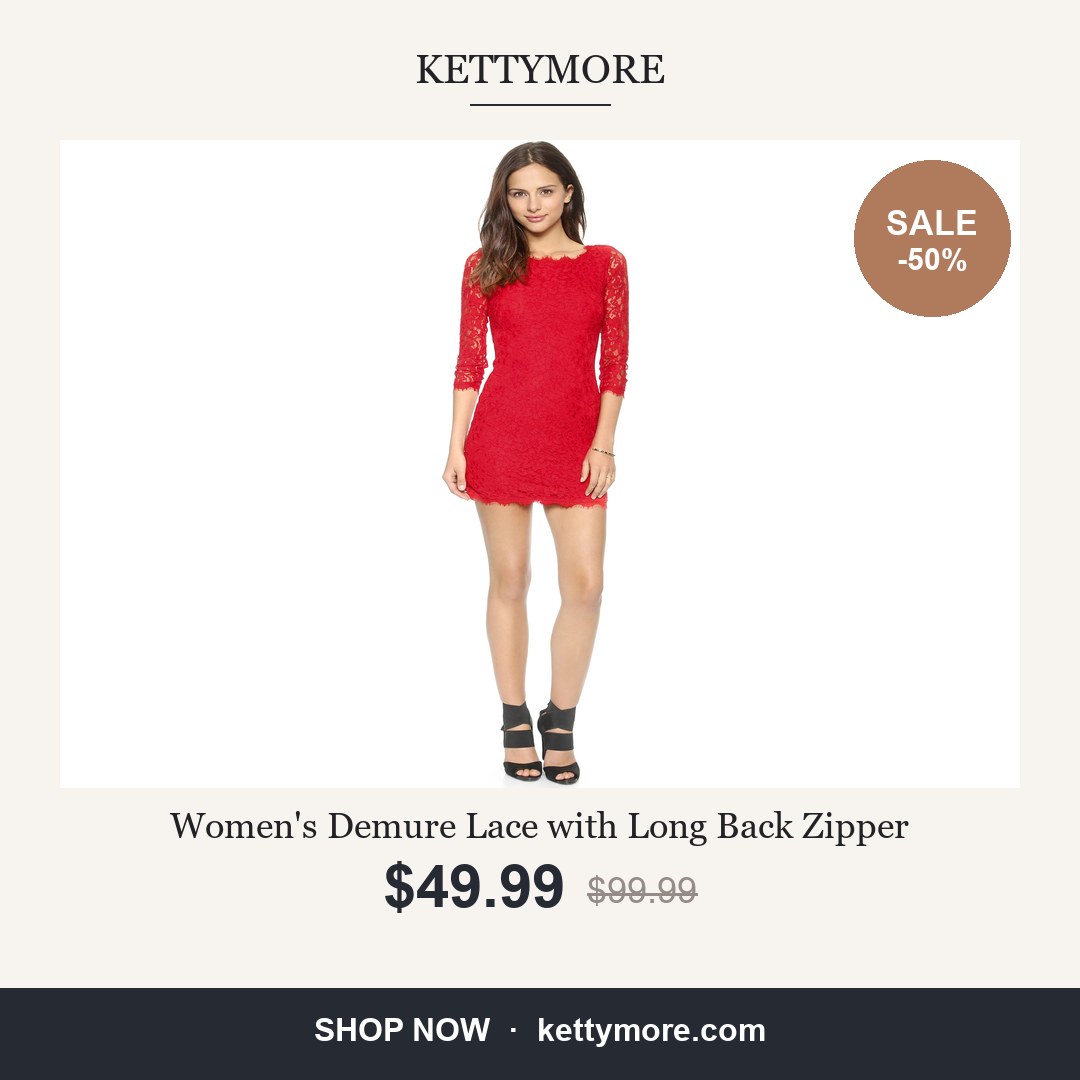 KETTYMORE
SALE
-50%
Women's Demure Lace with Long Back Zipper
$49.99 $99.99
SHOP NOW · kettymore.com